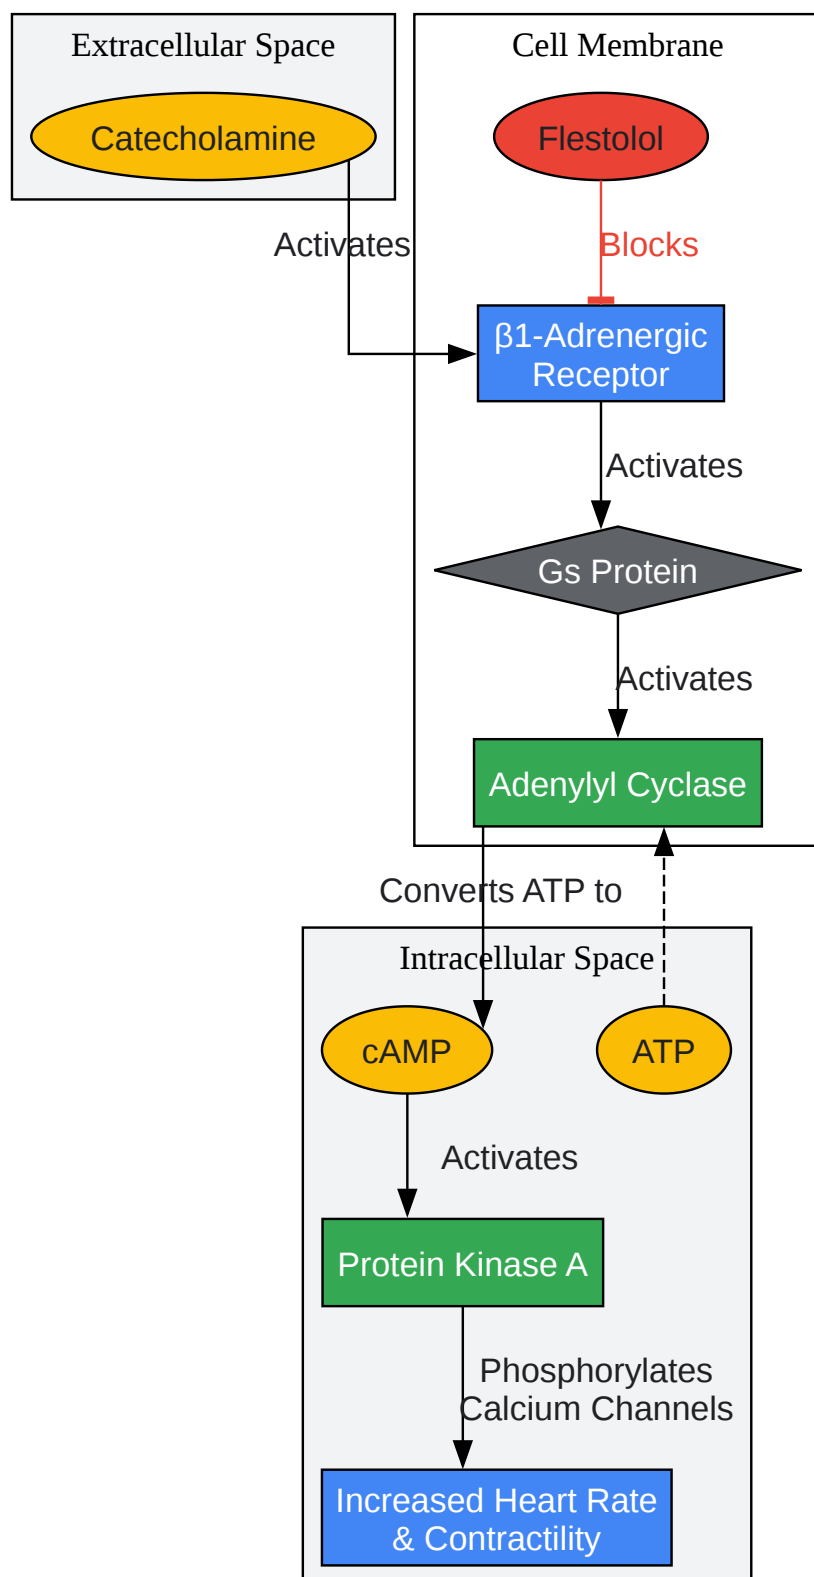 Extracellular Space
Cell Membrane
Catecholamine
Flestolol
Activates
Blocks
β1-Adrenergic
Receptor
Activates
Gs Protein
Activates
Adenylyl Cyclase
Converts ATP to
Intracellular Space
cAMP
ATP
Activates
Protein Kinase A
Phosphorylates
Calcium Channels
Increased Heart Rate
& Contractility